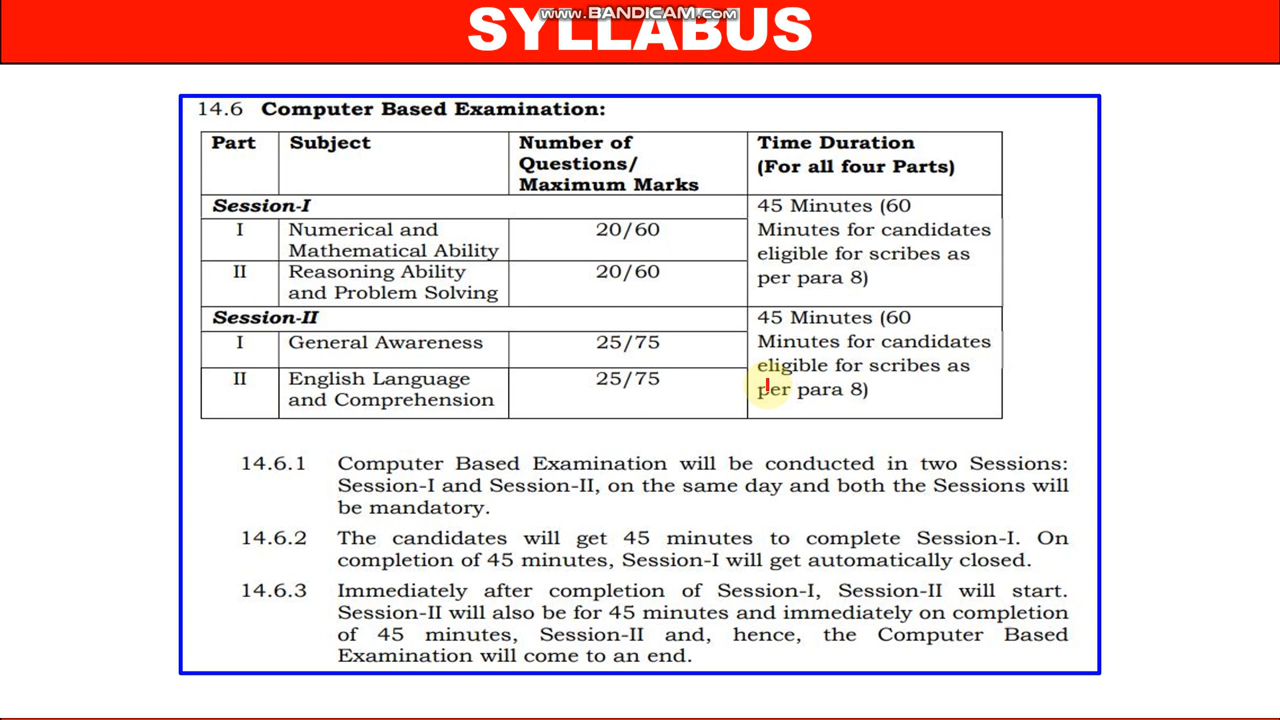 www.BANDICAM.com
SYLLABUS
14.6 Computer Based Examination:
Part Subject Number of Questions/ Maximum Marks Time Duration (For all four Parts)
Session-I 45 Minutes (60 Minutes for candidates eligible for scribes as per para 8)
I Numerical and Mathematical Ability 20/60
II Reasoning Ability and Problem Solving 20/60
Session-II 45 Minutes (60 Minutes for candidates eligible for scribes as per para 8)
I General Awareness 25/75
II English Language and Comprehension 25/75
14.6.1 Computer Based Examination will be conducted in two Sessions:
Session-I and Session-II, on the same day and both the Sessions will
be mandatory.
14.6.2 The candidates will get 45 minutes to complete Session-I. On
completion of 45 minutes, Session-I will get automatically closed.
14.6.3 Immediately after completion of Session-I, Session-II will start.
Session-II will also be for 45 minutes and immediately on completion
of 45 minutes, Session-II and, hence, the Computer Based
Examination will come to an end.